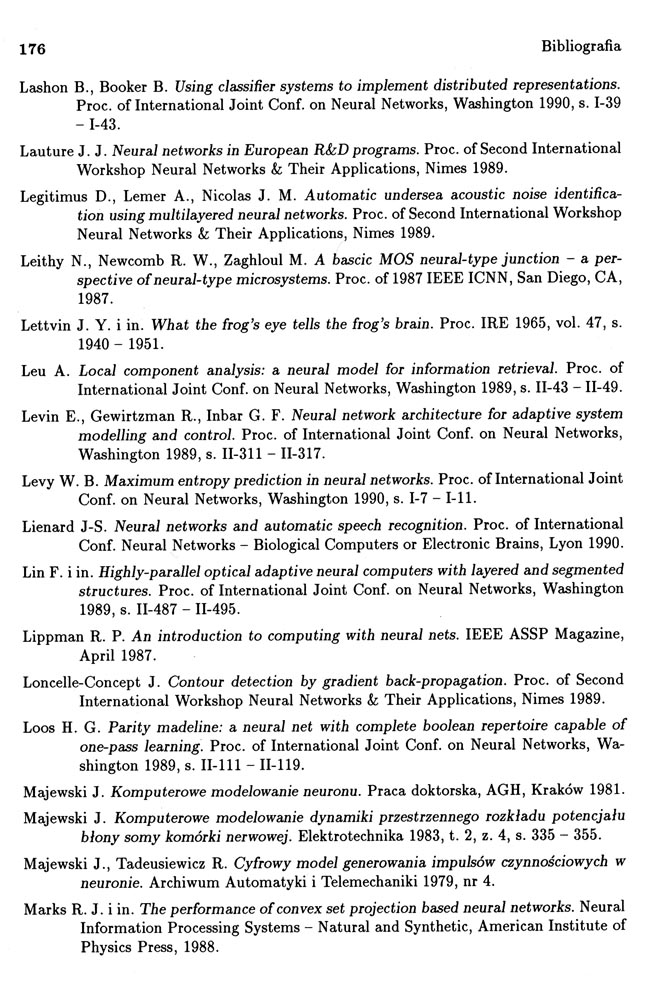 176 Bibliografia
Lashon B., Booker B. Using classifier systems to implement distributed representations.
Proc. of International Joint Conf. on Neural Networks, Washington 1990, s. I-39
– I-43.
Lauture J. J. Neural networks in European R&D programs. Proc. of Second International
Workshop Neural Networks & Their Applications, Nimes 1989.
Legitimus D., Lemer A., Nicolas J. M. Automatic undersea acoustic noise identifica-
tion using multilayered neural networks. Proc. of Second International Workshop
Neural Networks & Their Applications, Nimes 1989.
Leithy N., Newcomb R. W., Zaghloul M. A bascic MOS neural-type junction – a per-
spective of neural-type microsystems. Proc. of 1987 IEEE ICNN, San Diego, CA,
1987.
Lettvin J. Y. i in. What the frog's eye tells the frog's brain. Proc. IRE 1965, vol. 47, s.
1940 – 1951.
Leu A. Local component analysis: a neural model for information retrieval. Proc. of
International Joint Conf. on Neural Networks, Washington 1989, s. II-43 – II-49.
Levin E., Gewirtzman R., Inbar G. F. Neural network architecture for adaptive system
modelling and control. Proc. of International Joint Conf. on Neural Networks,
Washington 1989, s. II-311 – II-317.
Levy W. B. Maximum entropy prediction in neural networks. Proc. of International Joint
Conf. on Neural Networks, Washington 1990, s. I-7 – I-11.
Lienard J-S. Neural networks and automatic speech recognition. Proc. of International
Conf. Neural Networks – Biological Computers or Electronic Brains, Lyon 1990.
Lin F. i in. Highly-parallel optical adaptive neural computers with layered and segmented
structures. Proc. of International Joint Conf. on Neural Networks, Washington
1989, s. II-487 – II-495.
Lippman R. P. An introduction to computing with neural nets. IEEE ASSP Magazine,
April 1987.
Loncelle-Concept J. Contour detection by gradient back-propagation. Proc. of Second
International Workshop Neural Networks & Their Applications, Nimes 1989.
Loos H. G. Parity madeline: a neural net with complete boolean repertoire capable of
one-pass learning. Proc. of International Joint Conf. on Neural Networks, Wa-
shington 1989, s. II-111 – II-119.
Majewski J. Komputerowe modelowanie neuronu. Praca doktorska, AGH, Kraków 1981.
Majewski J. Komputerowe modelowanie dynamiki przestrzennego rozkładu potencjału
błony somy komórki nerwowej. Elektrotechnika 1983, t. 2, z. 4, s. 335 – 355.
Majewski J., Tadeusiewicz R. Cyfrowy model generowania impulsów czynnościowych w
neuronie. Archiwum Automatyki i Telemechaniki 1979, nr 4.
Marks R. J. i in. The performance of convex set projection based neural networks. Neural
Information Processing Systems – Natural and Synthetic, American Institute of
Physics Press, 1988.